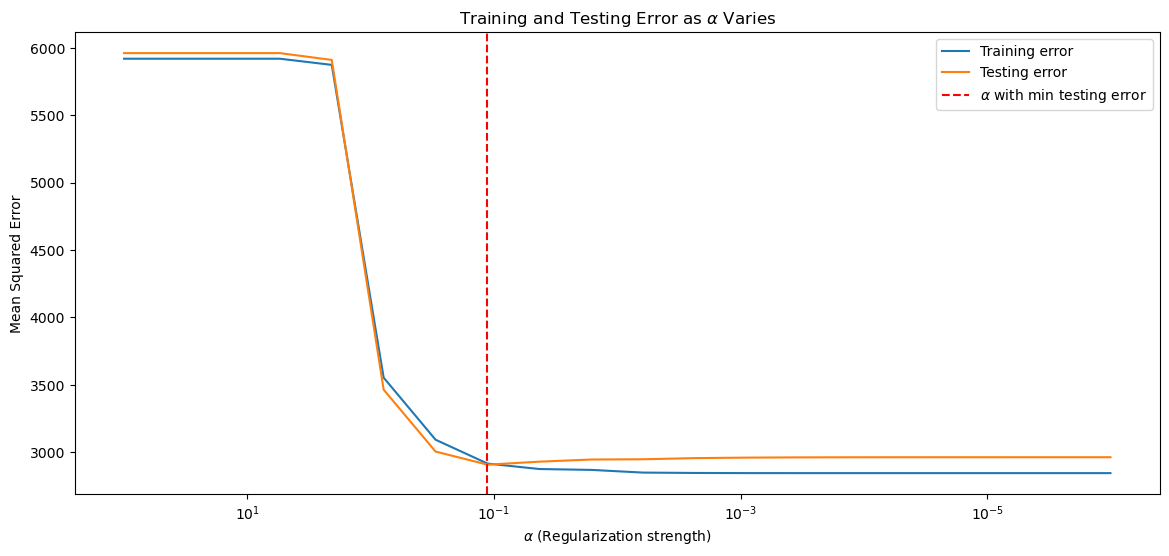 Training and Testing Error as α Varies
Training error
Testing error
α with min testing error
Mean Squared Error
6000
5500
5000
4500
4000
3500
3000
10¹
10⁻¹
10⁻³
10⁻⁵
α (Regularization strength)